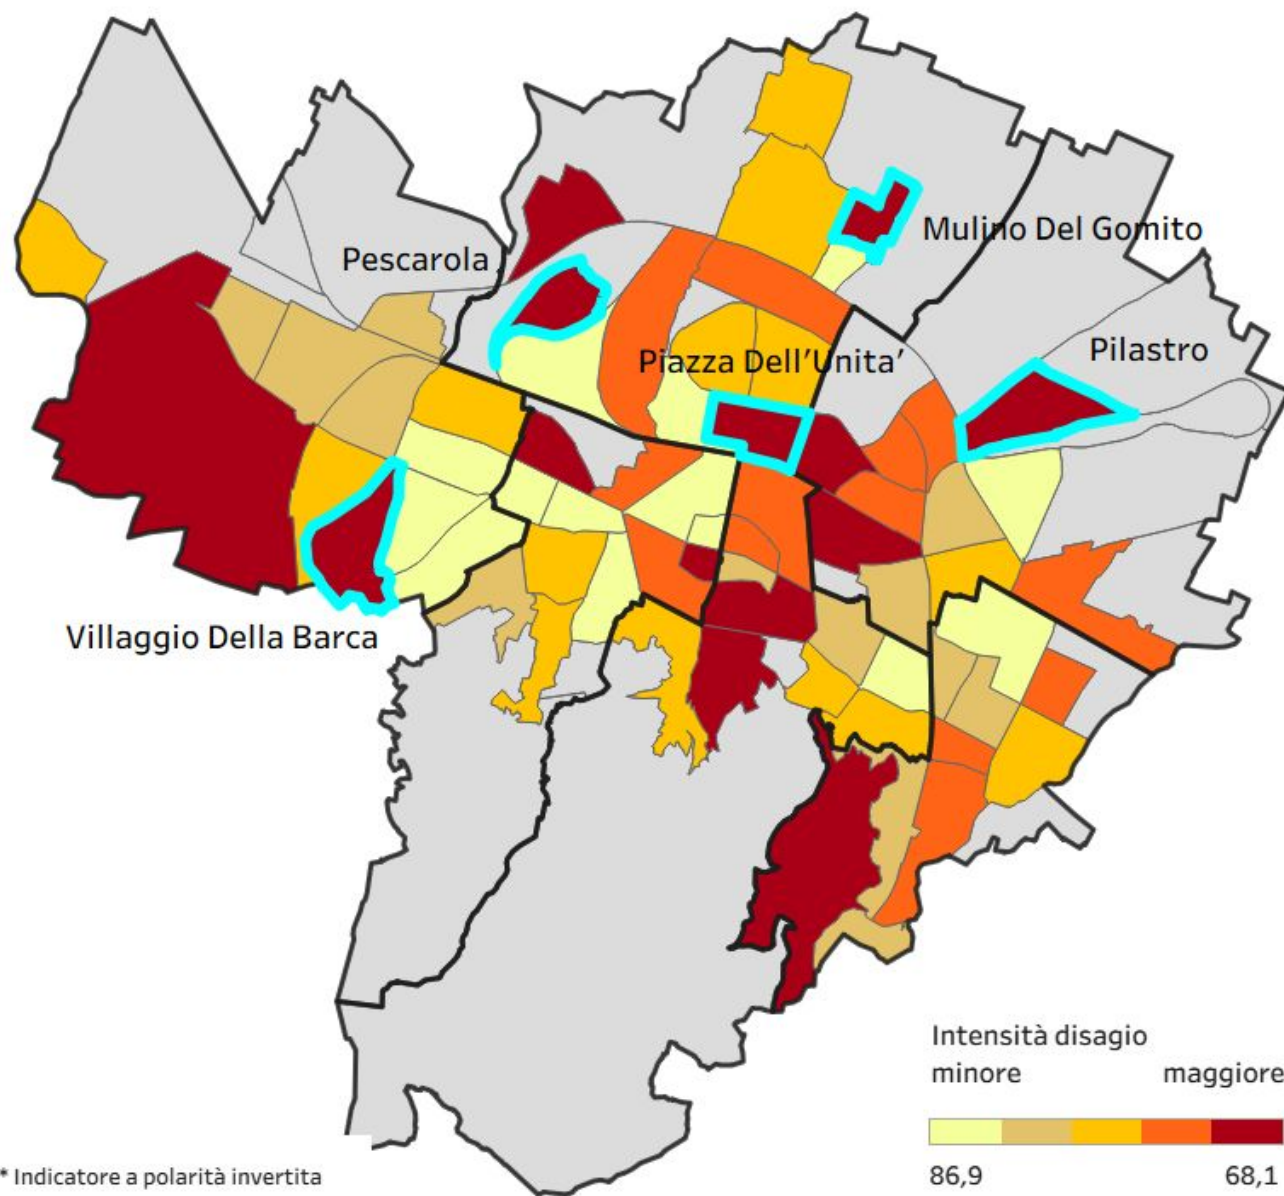 Mulino Del Gomito
Pescarola
Piazza Dell'Unita'
Pilastro
Villaggio Della Barca
Intensità disagio
minore maggiore
86,9 68,1
* Indicatore a polarità invertita